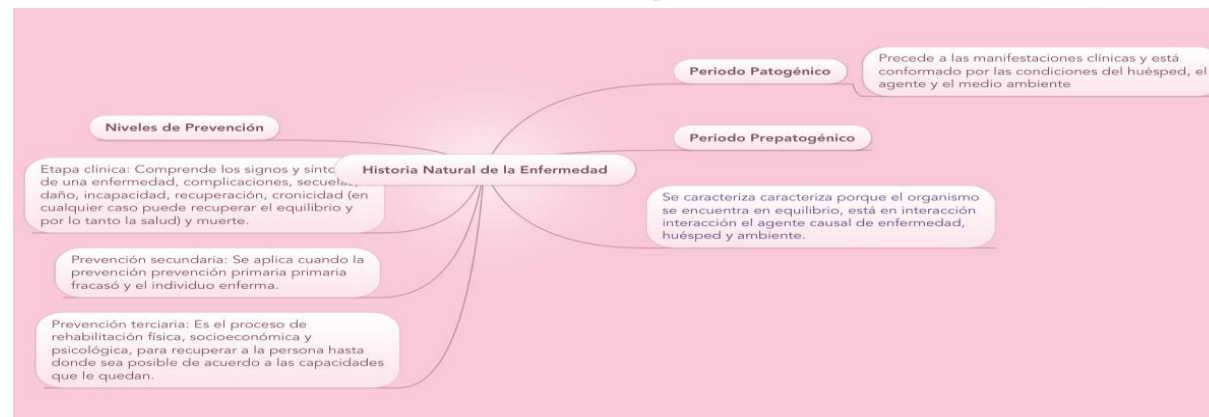 Periodo Patogénico
Precede a las manifestaciones clínicas y está
conformado por las condiciones del huésped, el
agente y el medio ambiente
Niveles de Prevención
Periodo Prepatogénico
Historia Natural de la Enfermedad
Etapa clínica: Comprende los signos y
de una enfermedad, complicaciones, secuelas,
daño, incapacidad, recuperación, cronicidad (en
cualquier caso puede recuperar el equilibrio y
por lo tanto la salud) y muerte.
Se caracteriza caracteriza porque el organismo
se encuentra en equilibrio, está en interacción
interacción el agente causal de enfermedad,
huésped y ambiente.
Prevención secundaria: Se aplica cuando la
prevención prevención primaria primaria
fracasó y el individuo enferma.
Prevención terciaria: Es el proceso de
rehabilitación física, socioeconómica y
psicológica, para recuperar a la persona hasta
donde sea posible de acuerdo a las capacidades
que le quedan.